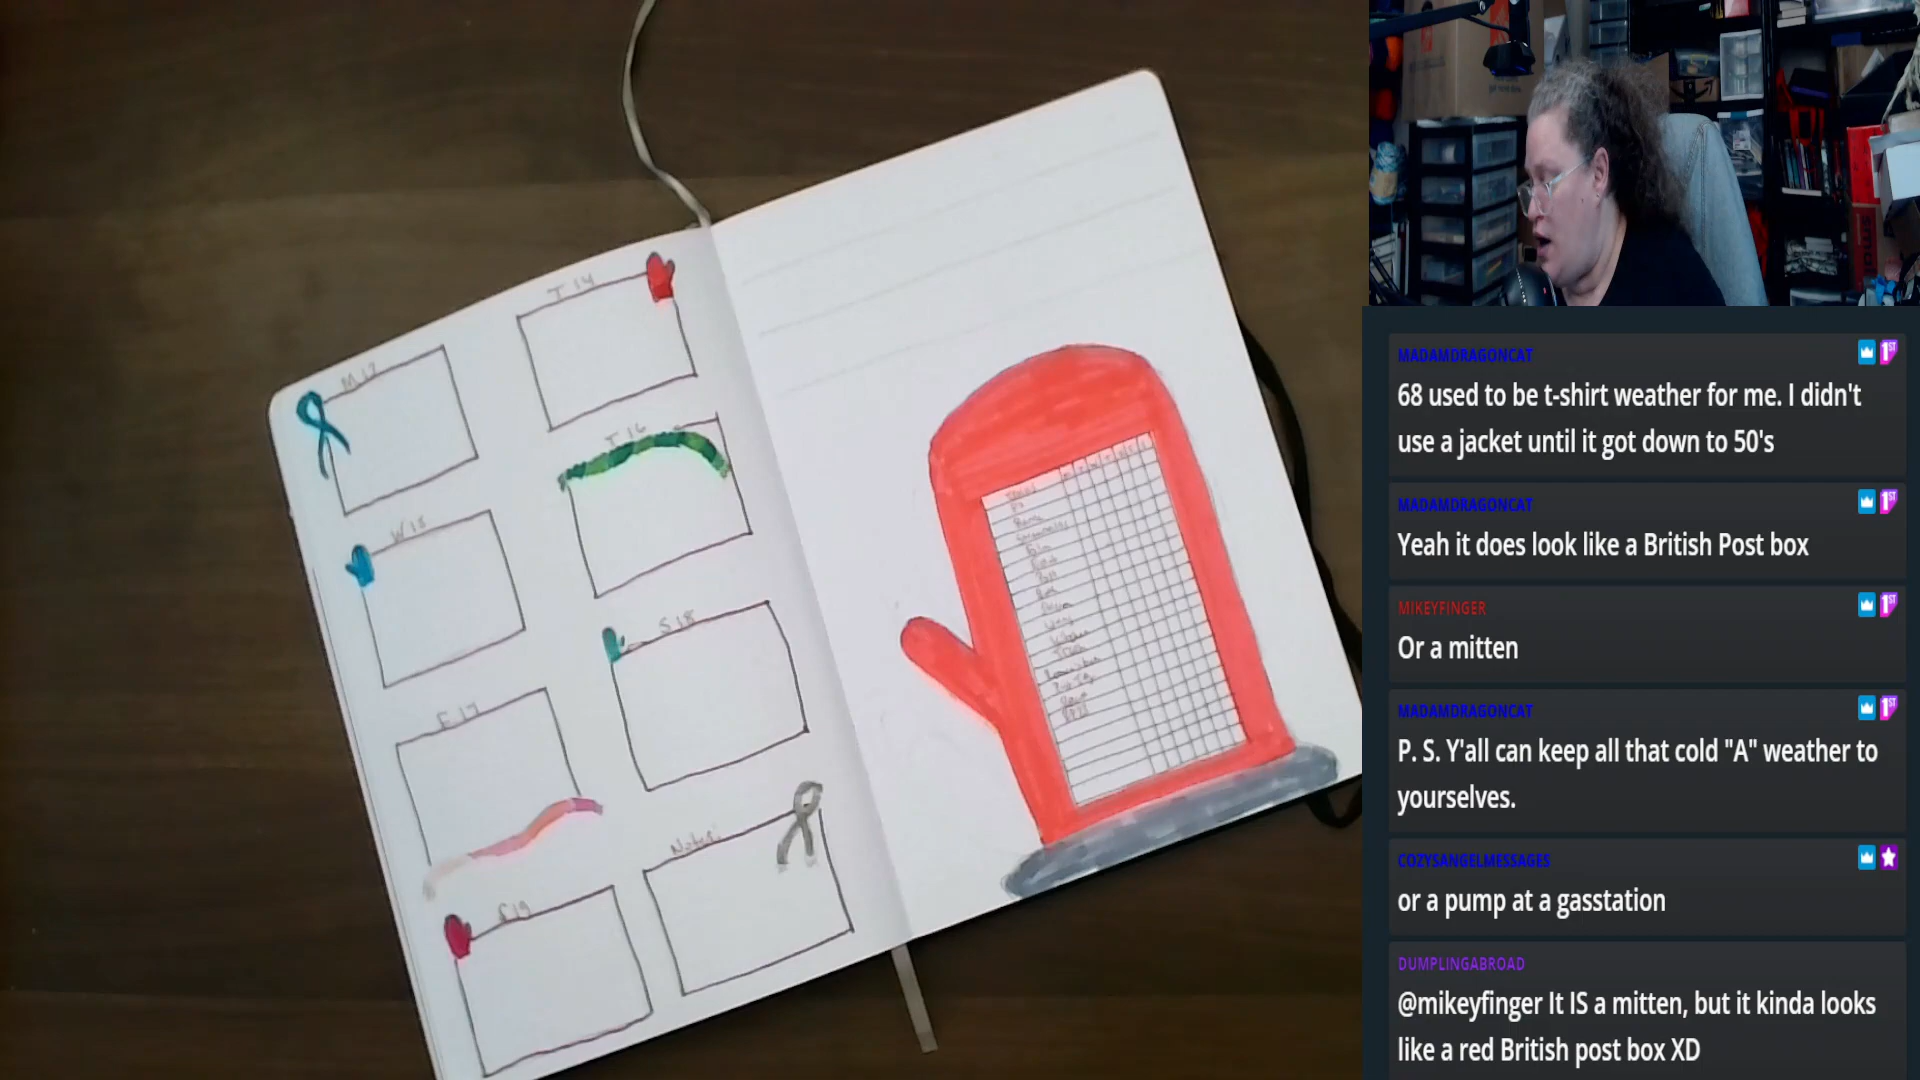 T 14
M 12
T 16
W 15
S 18
F 17
Notes
S 19
MADAMDRAGONCAT
68 used to be t-shirt weather for me. I didn't
use a jacket until it got down to 50's
MADAMDRAGONCAT
Yeah it does look like a British Post box
MIKEYFINGER
Or a mitten
MADAMDRAGONCAT
P. S. Y'all can keep all that cold "A" weather to
yourselves.
COZYSANGELMESSAGES
or a pump at a gasstation
DUMPLINGABROAD
@mikeyfinger It IS a mitten, but it kinda looks
like a red British post box XD